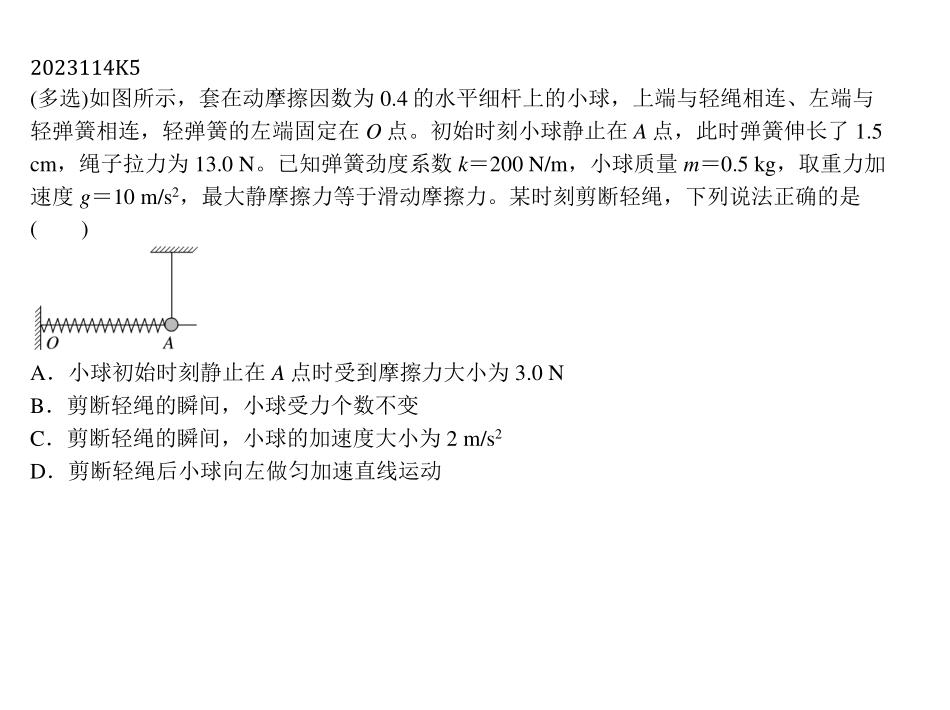 2023114K5
(多选)如图所示，套在动摩擦因数为 0.4 的水平细杆上的小球，上端与轻绳相连、左端与
轻弹簧相连，轻弹簧的左端固定在 O 点。初始时刻小球静止在 A 点，此时弹簧伸长了 1.5
cm，绳子拉力为 13.0 N。已知弹簧劲度系数 k＝200 N/m，小球质量 m＝0.5 kg，取重力加
速度 g＝10 m/s²，最大静摩擦力等于滑动摩擦力。某时刻剪断轻绳，下列说法正确的是
(　　)
O A
A．小球初始时刻静止在 A 点时受到摩擦力大小为 3.0 N
B．剪断轻绳的瞬间，小球受力个数不变
C．剪断轻绳的瞬间，小球的加速度大小为 2 m/s²
D．剪断轻绳后小球向左做匀加速直线运动